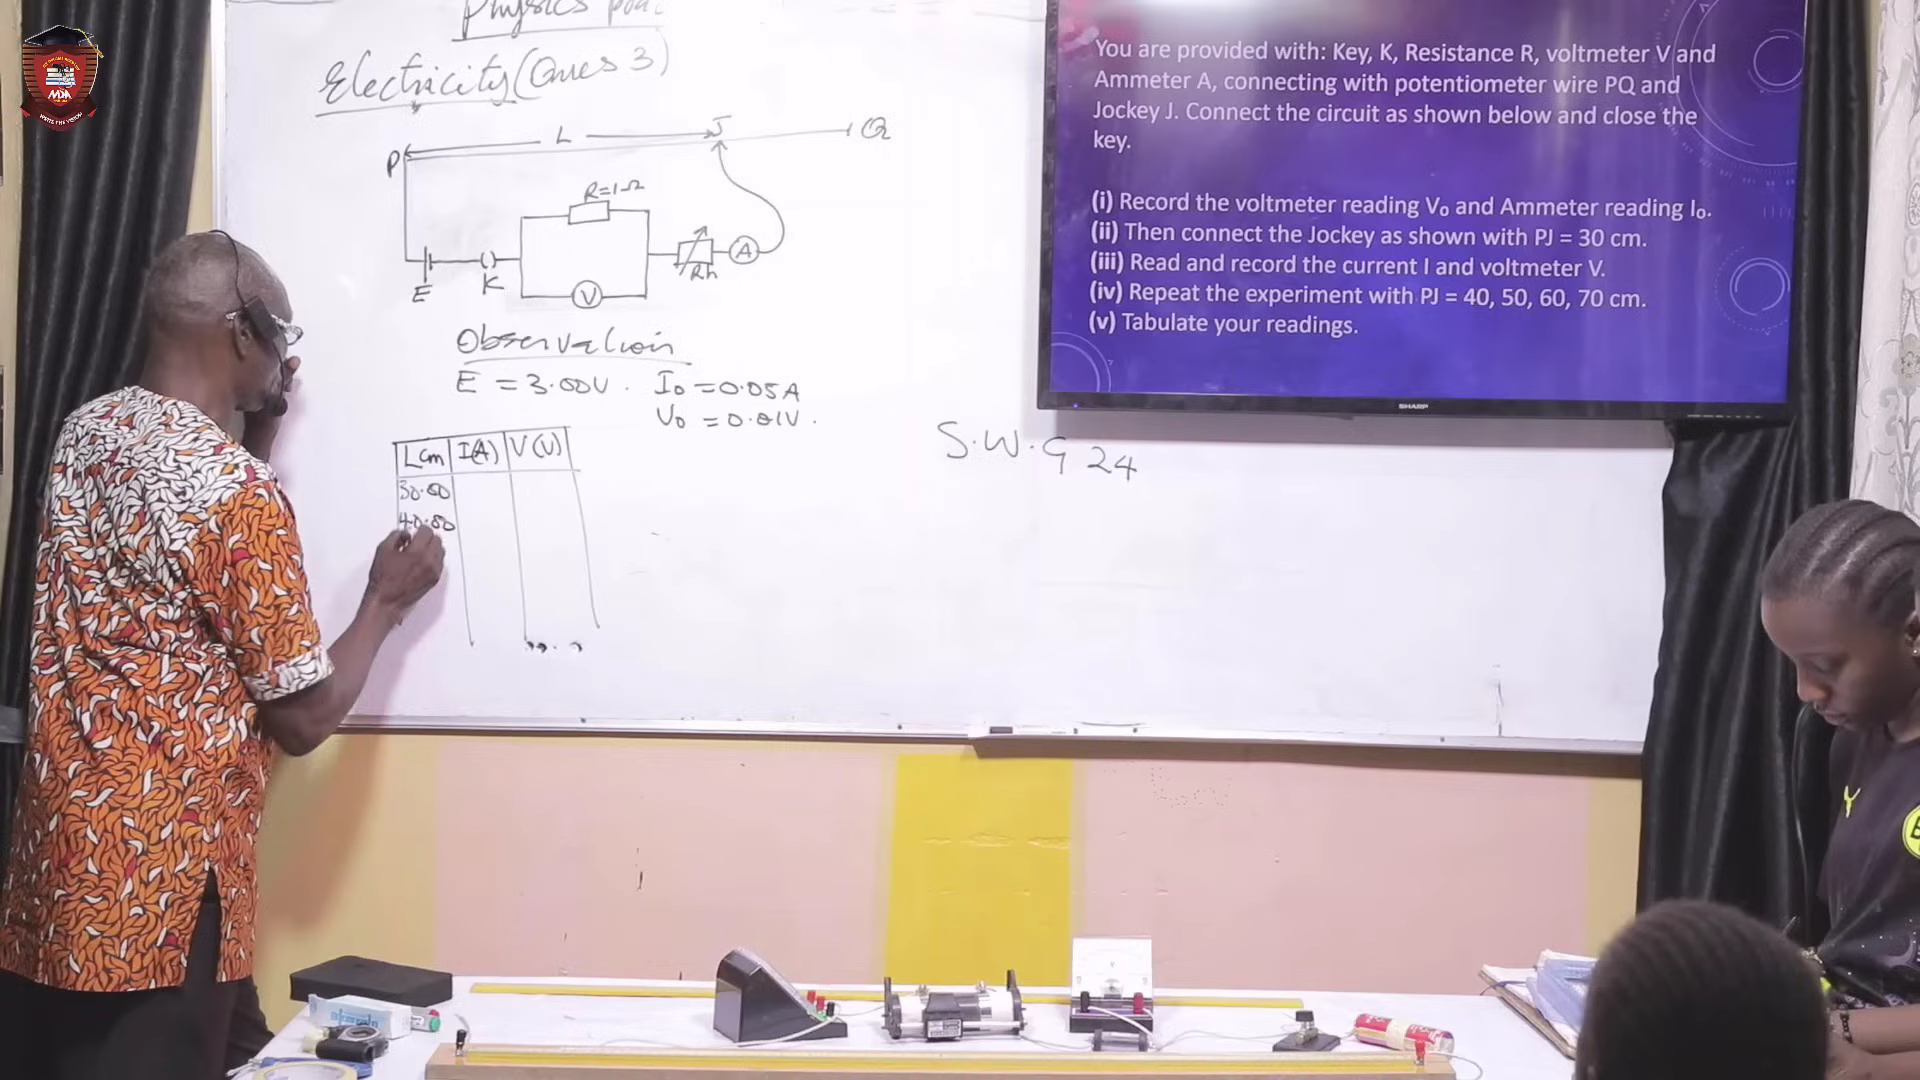 Physics
Electricity (Ques 3)
P
L
J
Q
R=1Ω
E
K
V
Rh
A
Observation
E = 3.00V. I₀ = 0.05A
V₀ = 0.01V.
Lcm I(A) V(V)
30.00
40.00
S.W.G 24
You are provided with: Key, K, Resistance R, voltmeter V and
Ammeter A, connecting with potentiometer wire PQ and
Jockey J. Connect the circuit as shown below and close the
key.
(i) Record the voltmeter reading V₀ and Ammeter reading I₀.
(ii) Then connect the Jockey as shown with PJ = 30 cm.
(iii) Read and record the current I and voltmeter V.
(iv) Repeat the experiment with PJ = 40, 50, 60, 70 cm.
(v) Tabulate your readings.
SHARP
MDM